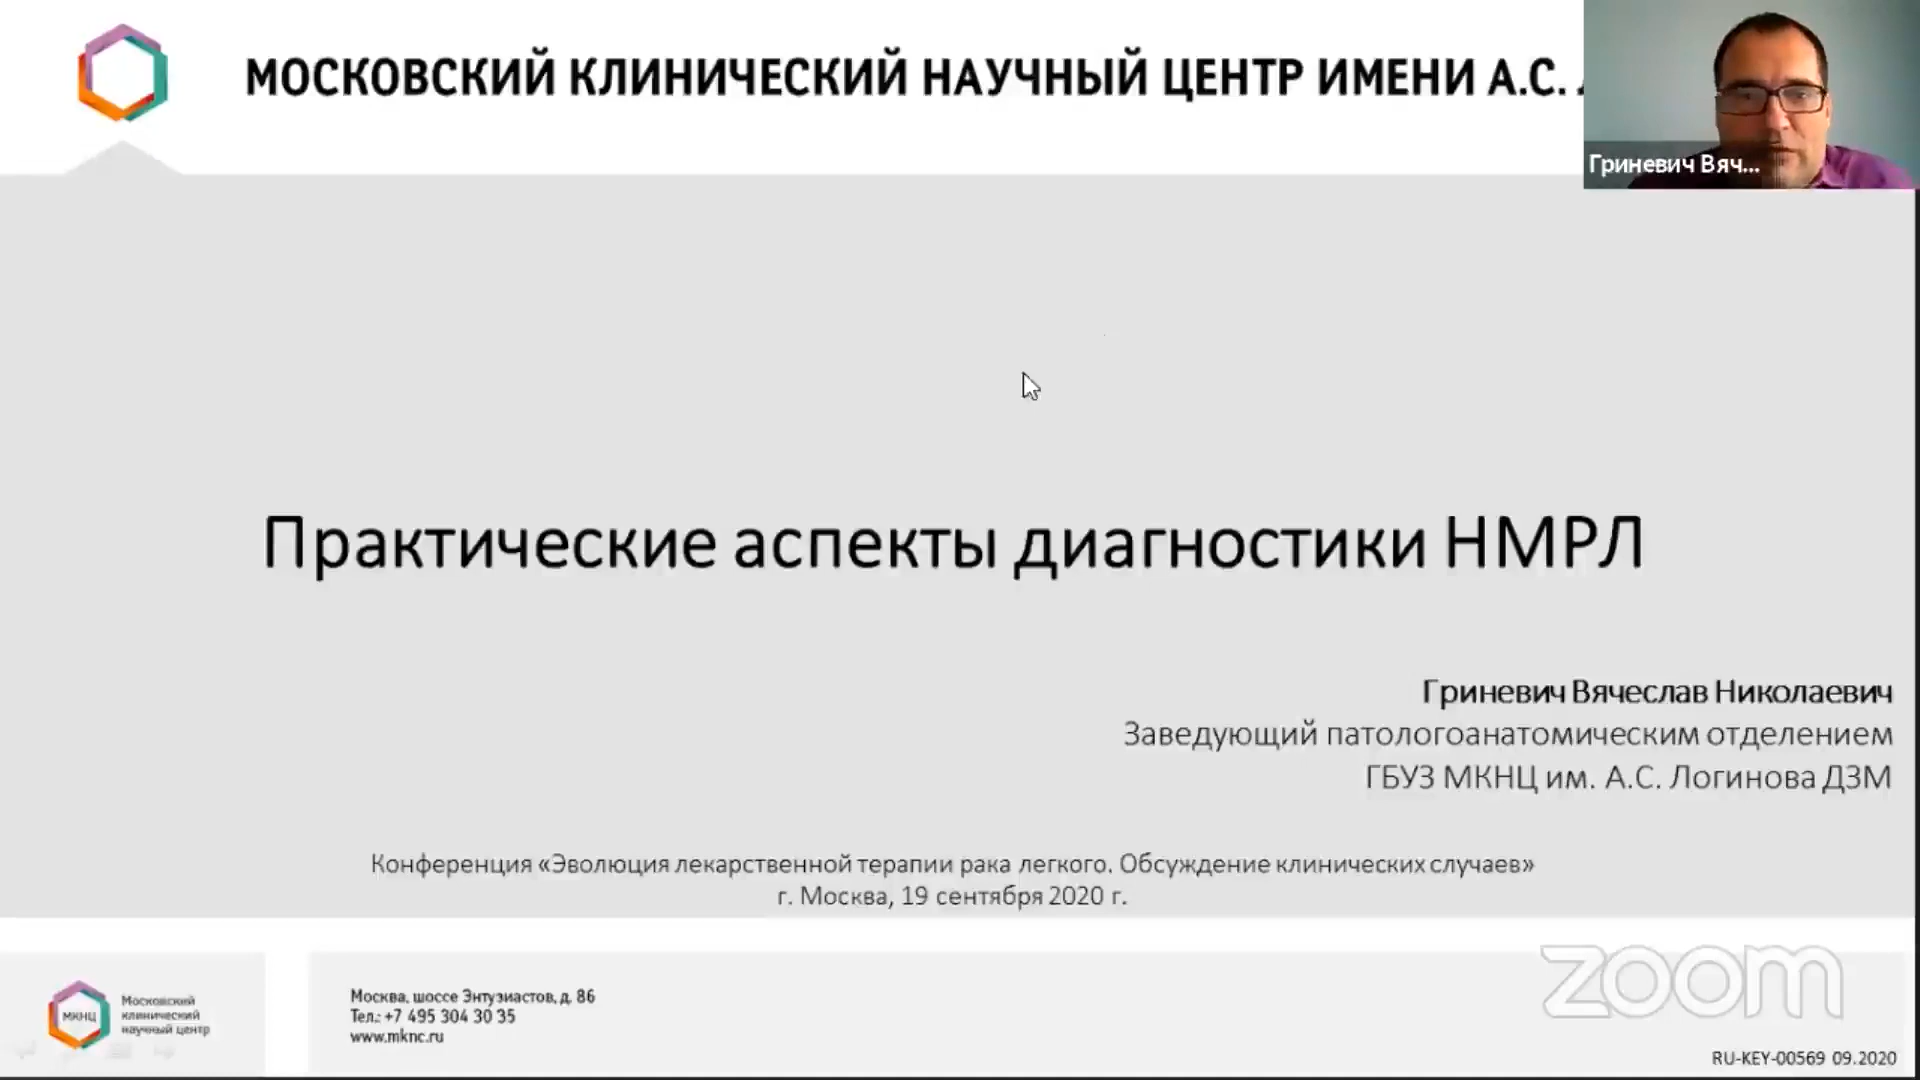 МОСКОВСКИЙ КЛИНИЧЕСКИЙ НАУЧНЫЙ ЦЕНТР ИМЕНИ А.С.
Гриневич Вяч...
Практические аспекты диагностики НМРЛ
Гриневич Вячеслав Николаевич
Заведующий патологоанатомическим отделением
ГБУЗ МКНЦ им. А.С. Логинова ДЗМ
Конференция «Эволюция лекарственной терапии рака легкого. Обсуждение клинических случаев»
г. Москва, 19 сентября 2020 г.
МКНЦ
Московский
клинический
научный центр
Москва, шоссе Энтузиастов, д. 86
Тел.: +7 495 304 30 35
www.mknc.ru
zoom
RU-KEY-00569 09.2020